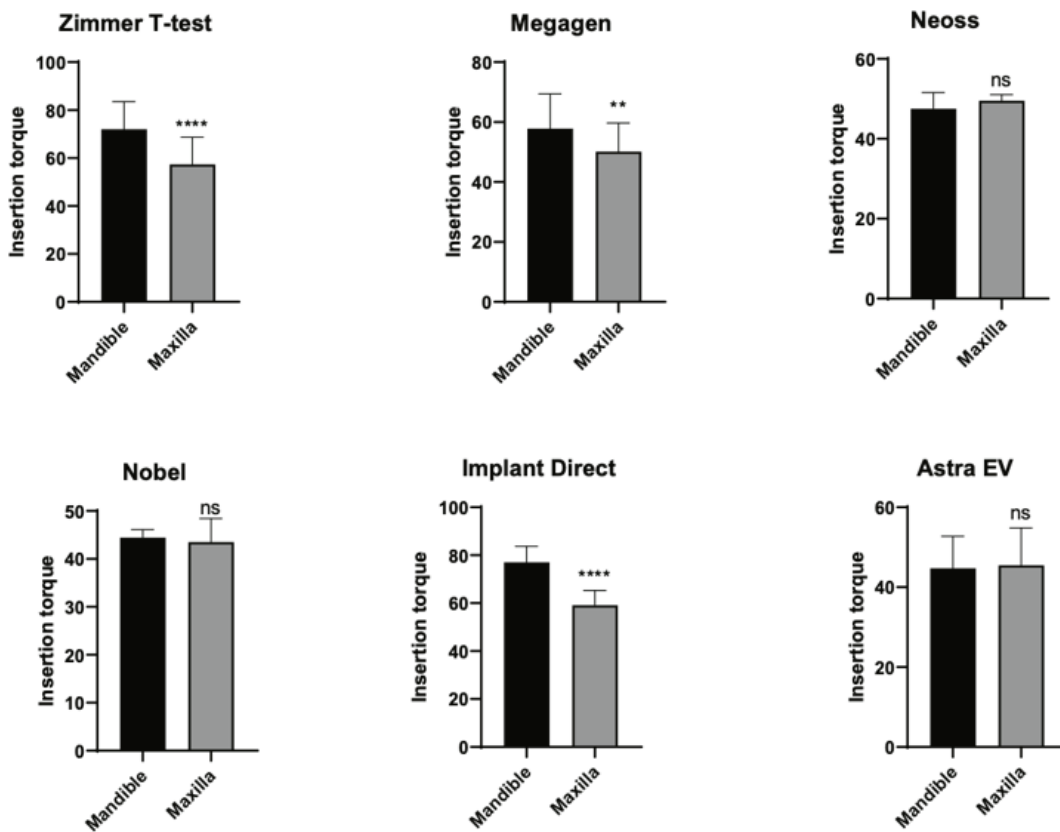 Zimmer T-test
Megagen
Neoss
100
80
60
40
20
0
Insertion torque
****
Mandible
Maxilla
80
60
40
20
0
Insertion torque
**
Mandible
Maxilla
60
40
20
0
Insertion torque
ns
Mandible
Maxilla
Nobel
Implant Direct
Astra EV
50
40
30
20
10
0
Insertion torque
ns
Mandible
Maxilla
100
80
60
40
20
0
Insertion torque
****
Mandible
Maxilla
60
40
20
0
Insertion torque
ns
Mandible
Maxilla